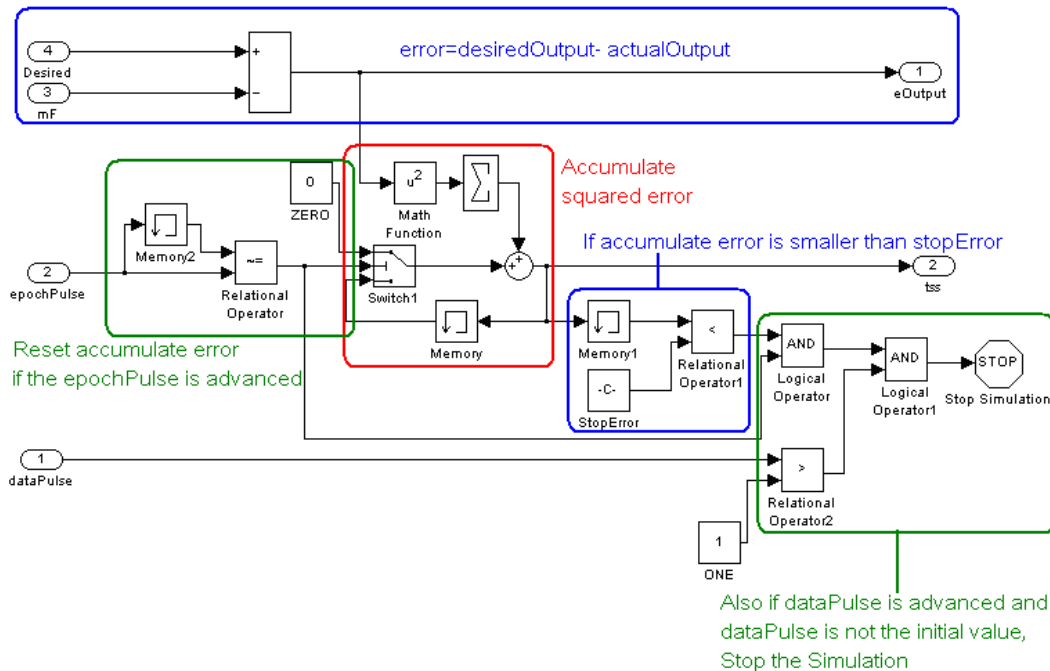 error=desiredOutput- actualOutput
4
Desired
+
3
mF
−
1
eOutput
0
ZERO
u²
Math
Function
Σ
Accumulate
squared error
Memory2
2
epochPulse
~=
Relational
Operator
Switch1
+
+
If accumulate error is smaller than stopError
2
tss
Memory
Memory1
<
Relational
Operator1
-C-
StopError
AND
Logical
Operator
AND
Logical
Operator1
STOP
Stop Simulation
Reset accumulate error
if the epochPulse is advanced
1
dataPulse
>
Relational
Operator2
1
ONE
Also if dataPulse is advanced and
dataPulse is not the initial value,
Stop the Simulation